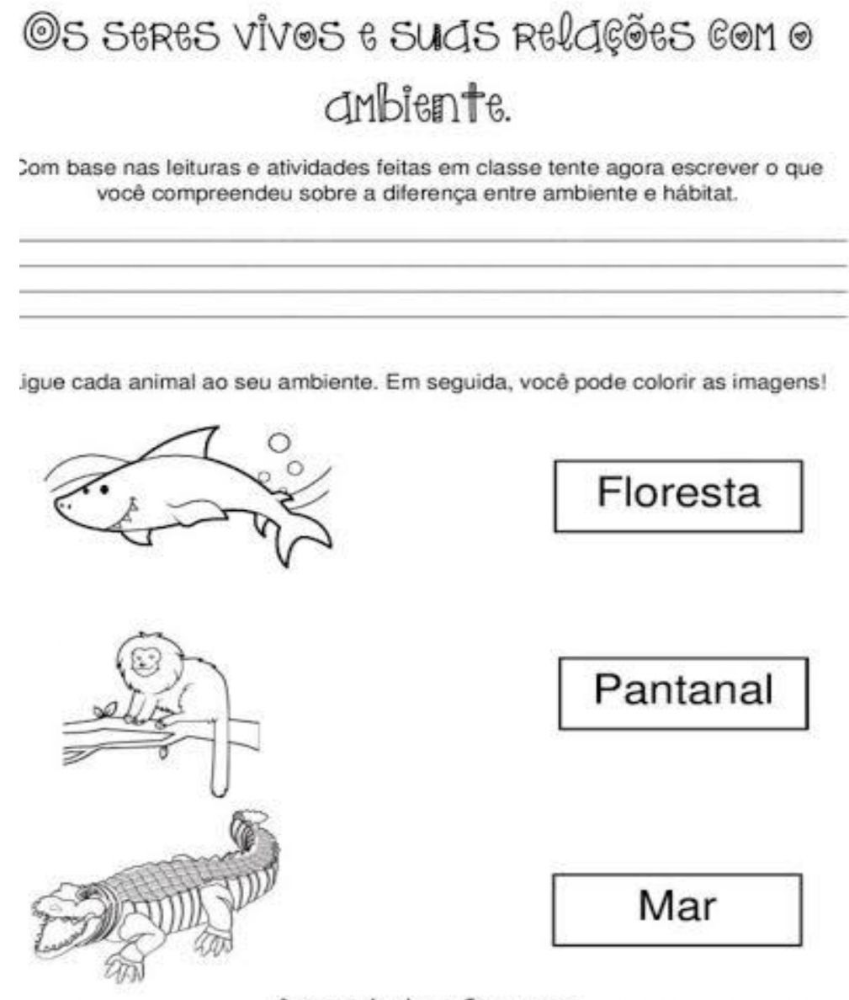 Os seres vivos e suas relações com o
ambiente.
Com base nas leituras e atividades feitas em classe tente agora escrever o que
você compreendeu sobre a diferença entre ambiente e hábitat.
igue cada animal ao seu ambiente. Em seguida, você pode colorir as imagens!
Floresta
Pantanal
Mar